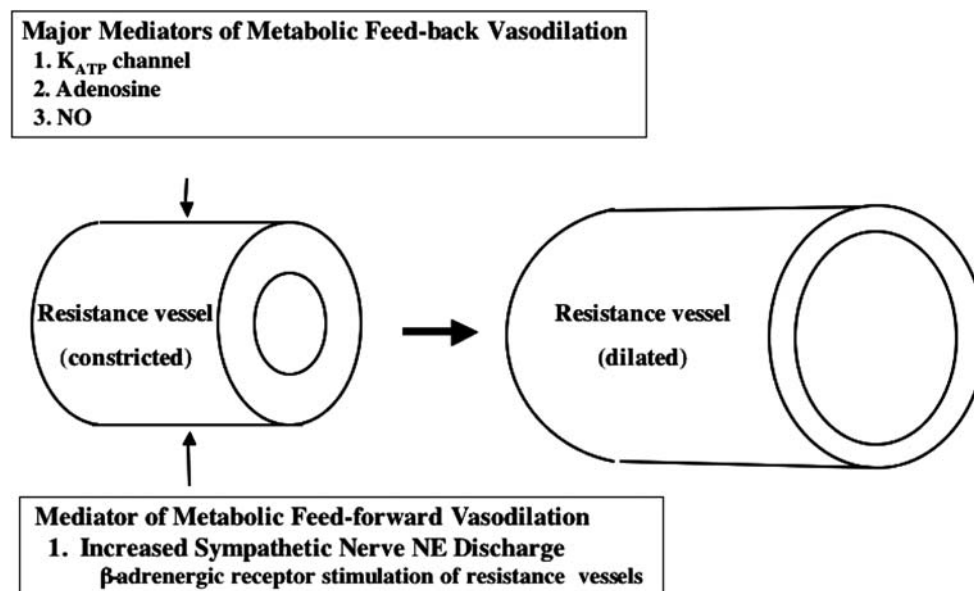 Major Mediators of Metabolic Feed-back Vasodilation
1. KATP channel
2. Adenosine
3. NO
Resistance vessel
(constricted)
Resistance vessel
(dilated)
Mediator of Metabolic Feed-forward Vasodilation
1. Increased Sympathetic Nerve NE Discharge
β-adrenergic receptor stimulation of resistance vessels